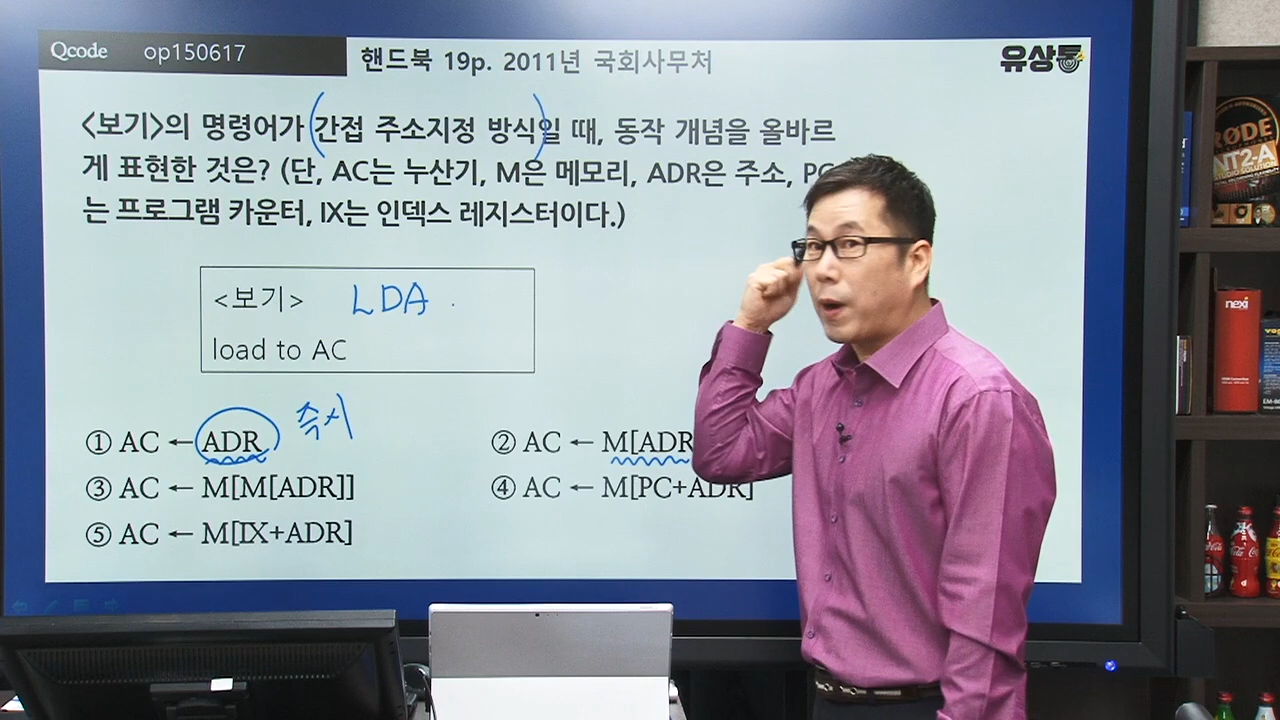 Qcode op150617
핸드북 19p. 2011년 국회사무처
유상통
<보기>의 명령어가 간접 주소지정 방식일 때, 동작 개념을 올바르
게 표현한 것은? (단, AC는 누산기, M은 메모리, ADR은 주소, PC
는 프로그램 카운터, IX는 인덱스 레지스터이다.)
<보기> LDA
load to AC
즉시
① AC ← ADR
② AC ← M[ADR
③ AC ← M[M[ADR]]
④ AC ← M[PC+ADR]
⑤ AC ← M[IX+ADR]
RØDE
NT2-A
nexi